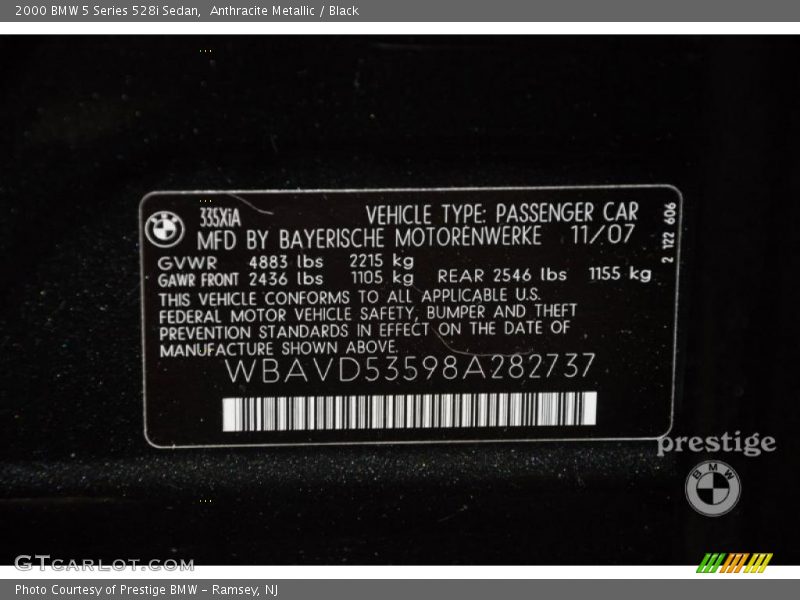 2000 BMW 5 Series 528i Sedan,  Anthracite Metallic / Black
335XiA
VEHICLE TYPE: PASSENGER CAR
MFD BY BAYERISCHE MOTORENWERKE 11/07
GVWR 4883 lbs 2215 kg
GAWR FRONT 2436 lbs 1105 kg REAR 2546 lbs 1155 kg
THIS VEHICLE CONFORMS TO ALL APPLICABLE U.S.
FEDERAL MOTOR VEHICLE SAFETY, BUMPER AND THEFT
PREVENTION STANDARDS IN EFFECT ON THE DATE OF
MANUFACTURE SHOWN ABOVE.
WBAVD53598A282737
2 122 606
prestige
BMW
GTCARLOT.COM
Photo Courtesy of Prestige BMW - Ramsey, NJ